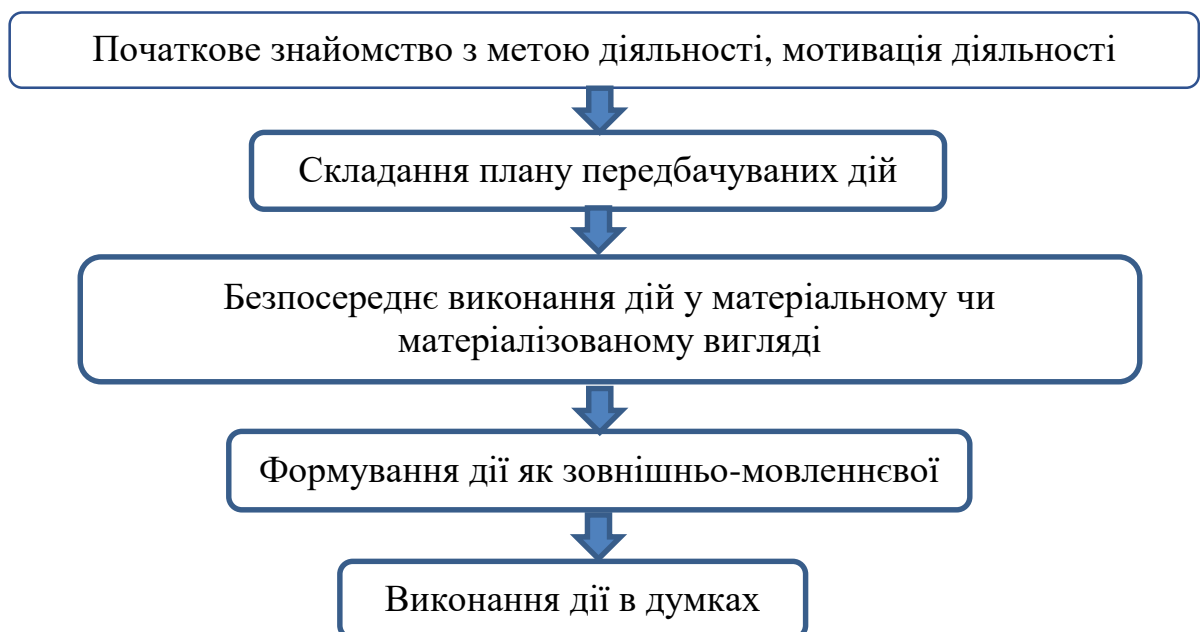 Початкове знайомство з метою діяльності, мотивація діяльності
Складання плану передбачуваних дій
Безпосереднє виконання дій у матеріальному чи
матеріалізованому вигляді
Формування дії як зовнішньо-мовленнєвої
Виконання дії в думках